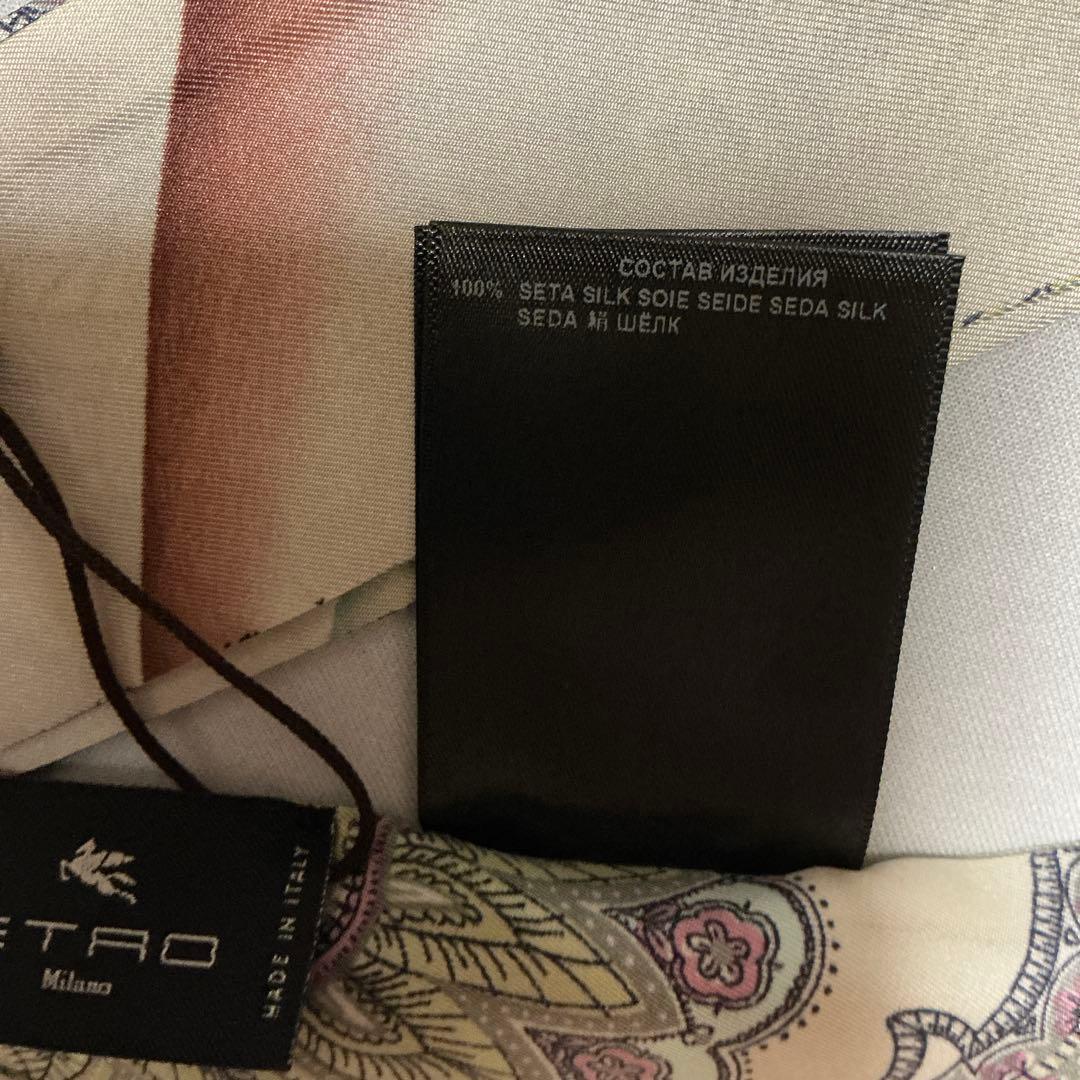 СОСТАВ ИЗДЕЛИЯ
100% SETA SILK SOIE SEIDE SEDA SILK
SEDA 絹 ШЁЛК
ETRO
Milano
MADE IN ITALY